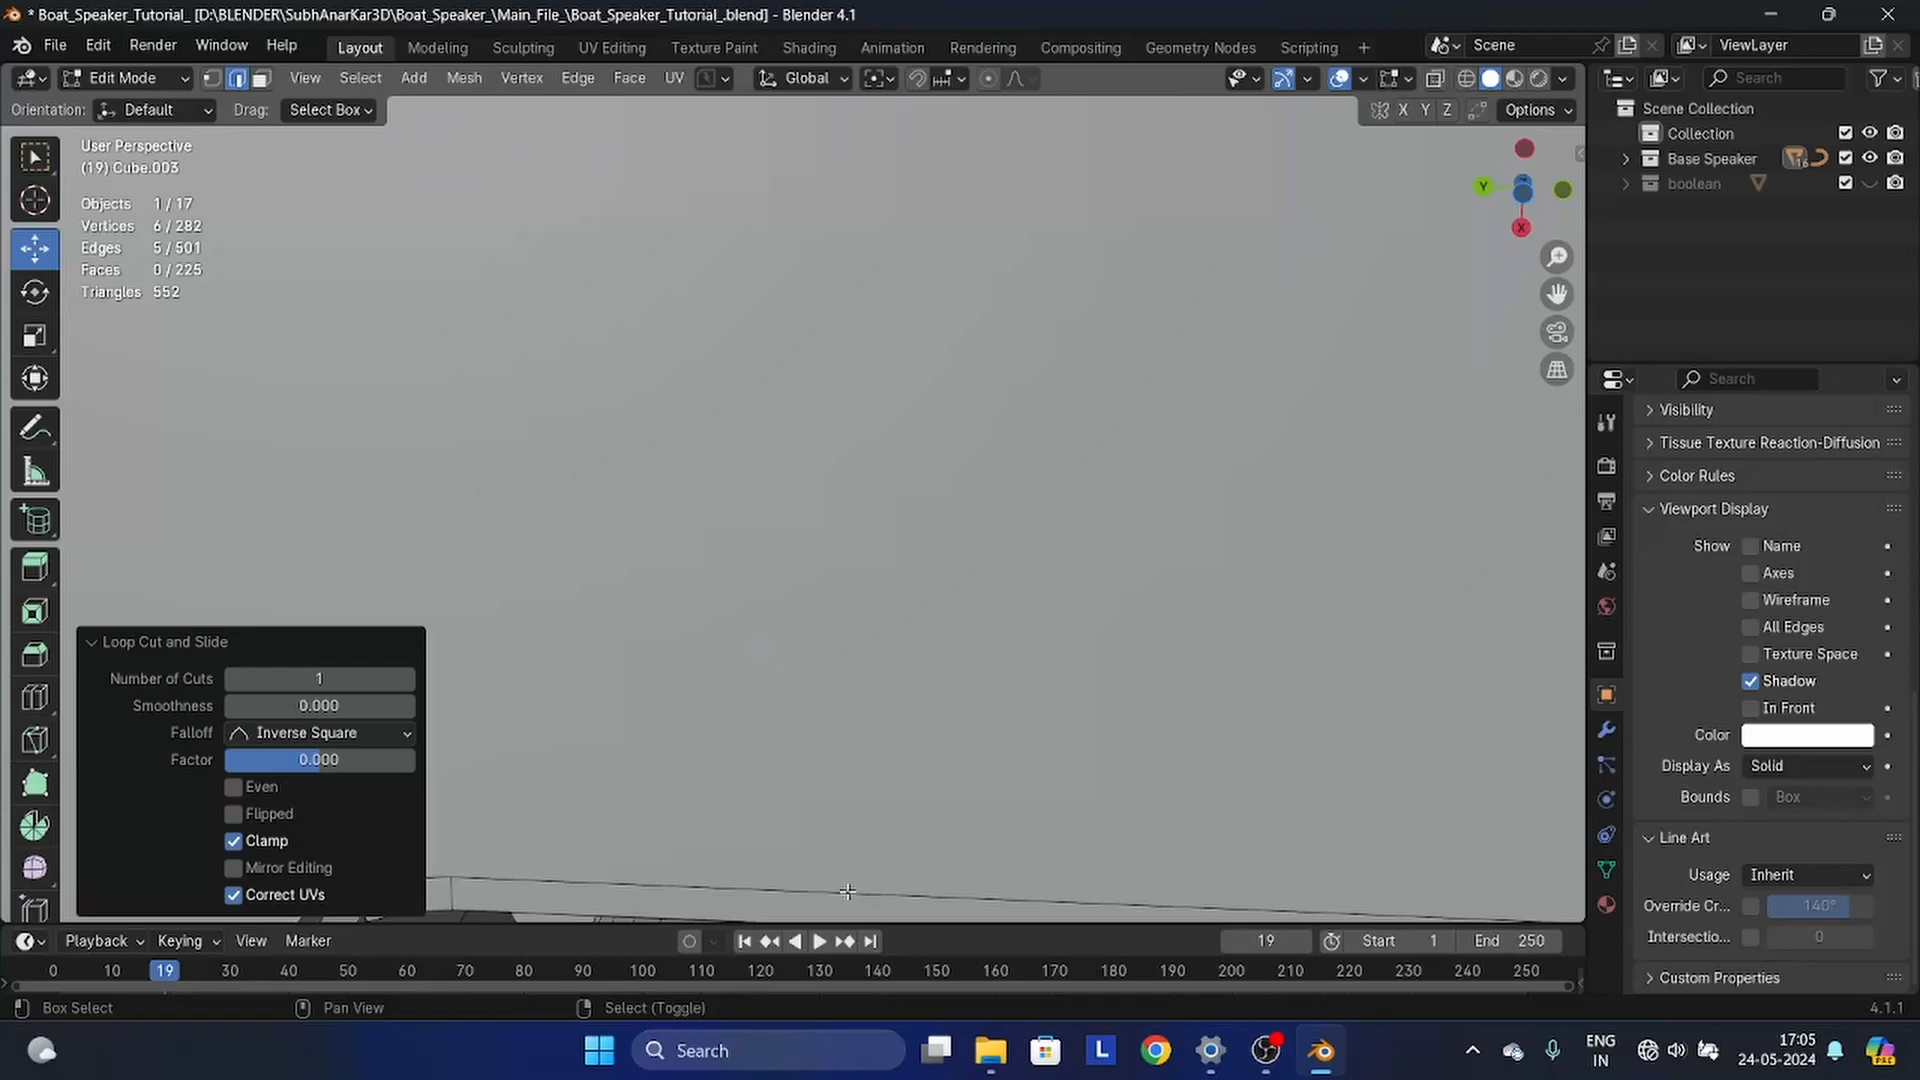 * Boat_Speaker_Tutorial_ [D:\BLENDER\SubhAnarKar3D\Boat_Speaker_\Main_File_\Boat_Speaker_Tutorial_.blend] - Blender 4.1
File Edit Render Window Help Layout Modeling Sculpting UV Editing Texture Paint Shading Animation Rendering Compositing Geometry Nodes Scripting + Scene ViewLayer
Edit Mode View Select Add Mesh Vertex Edge Face UV Global Search
Orientation: Default Drag: Select Box X Y Z Options
Scene Collection
Collection
Base Speaker 16
boolean
User Perspective
(19) Cube.003
Objects 1 / 17
Vertices 6 / 282
Edges 5 / 501
Faces 0 / 225
Triangles 552
Y
X
Search
Visibility
Tissue Texture Reaction-Diffusion
Color Rules
Viewport Display
Show Name
Axes
Wireframe
All Edges
Texture Space
Shadow
In Front
Color
Display As Solid
Bounds Box
Line Art
Usage Inherit
Override Cr... 140°
Intersectio... 0
Custom Properties
Loop Cut and Slide
Number of Cuts 1
Smoothness 0.000
Falloff Inverse Square
Factor 0.000
Even
Flipped
Clamp
Mirror Editing
Correct UVs
Playback Keying View Marker 19 Start 1 End 250
0 10 19 30 40 50 60 70 80 90 100 110 120 130 140 150 160 170 180 190 200 210 220 230 240 250
Box Select Pan View Select (Toggle) 4.1.1
Search L ENG IN 17:05 24-05-2024 PRE